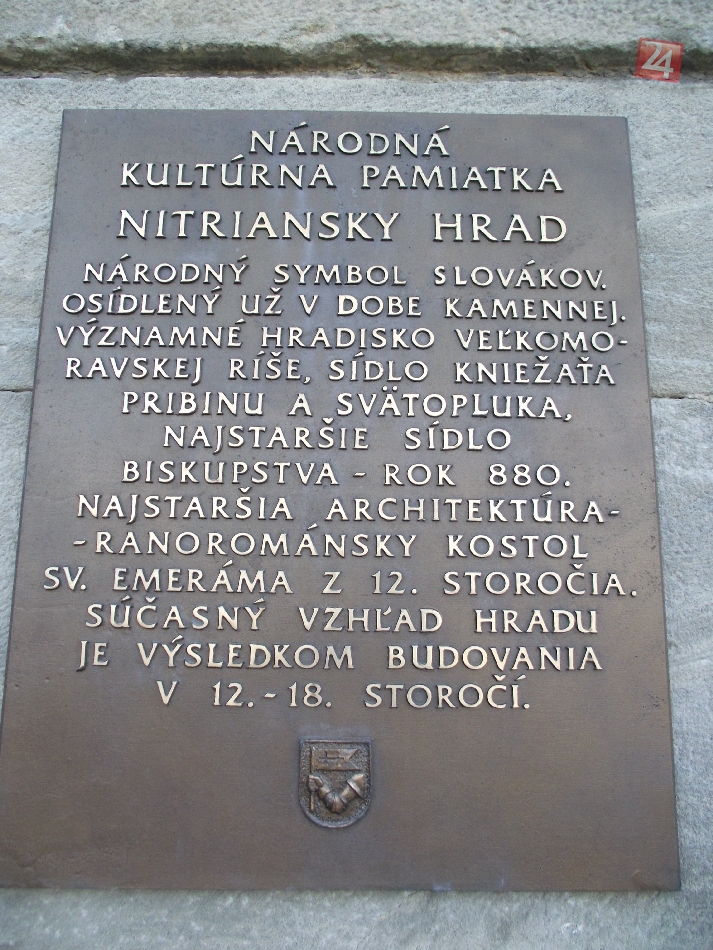 24
NÁRODNÁ
KULTÚRNA PAMIATKA
NITRIANSKY HRAD
NÁRODNÝ SYMBOL SLOVÁKOV.
OSÍDLENÝ UŽ V DOBE KAMENNEJ.
VÝZNAMNÉ HRADISKO VEĽKOMO-
RAVSKEJ RÍŠE, SÍDLO KNIEŽAŤA
PRIBINU A SVÄTOPLUKA,
NAJSTARŠIE SÍDLO
BISKUPSTVA - ROK 880.
NAJSTARŠIA ARCHITEKTÚRA-
-RANOROMÁNSKY KOSTOL
SV. EMERÁMA Z 12. STOROČIA.
SÚČASNÝ VZHĽAD HRADU
JE VÝSLEDKOM BUDOVANIA
V 12.-18. STOROČÍ.